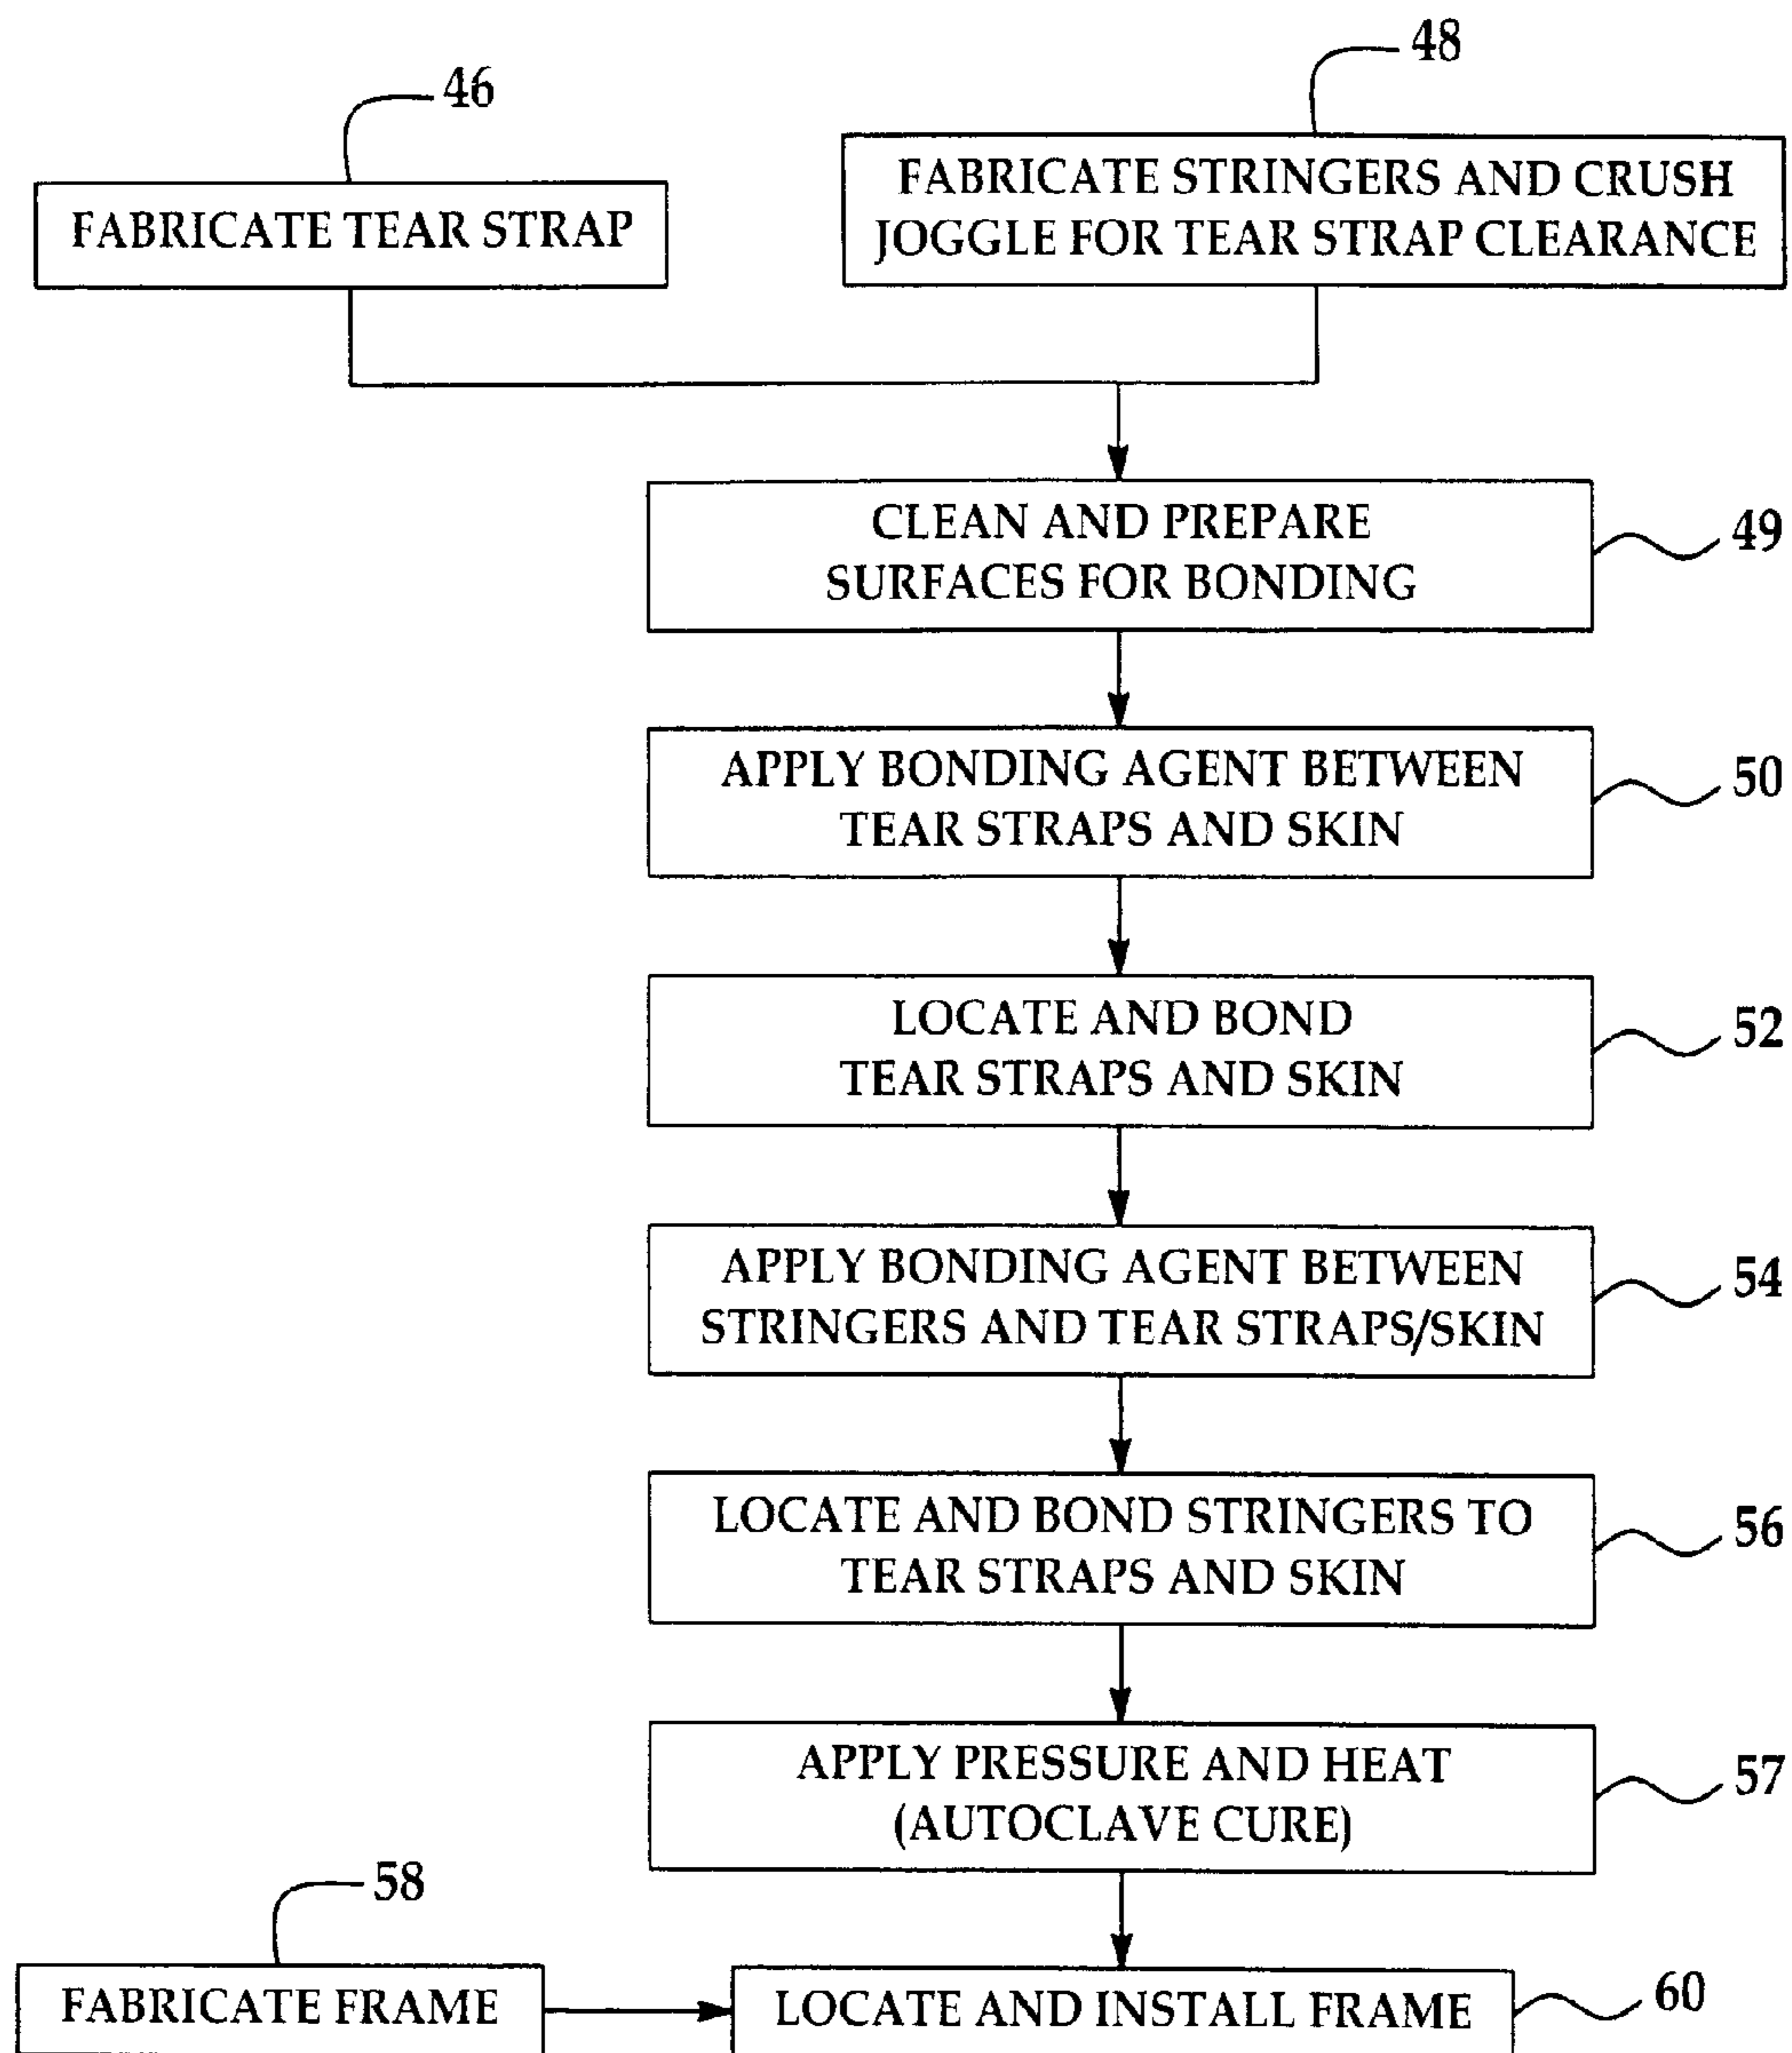 46
48
FABRICATE TEAR STRAP
FABRICATE STRINGERS AND CRUSH
JOGGLE FOR TEAR STRAP CLEARANCE
CLEAN AND PREPARE
SURFACES FOR BONDING
49
APPLY BONDING AGENT BETWEEN
TEAR STRAPS AND SKIN
50
LOCATE AND BOND
TEAR STRAPS AND SKIN
52
APPLY BONDING AGENT BETWEEN
STRINGERS AND TEAR STRAPS/SKIN
54
LOCATE AND BOND STRINGERS TO
TEAR STRAPS AND SKIN
56
APPLY PRESSURE AND HEAT
(AUTOCLAVE CURE)
57
58
FABRICATE FRAME
LOCATE AND INSTALL FRAME
60